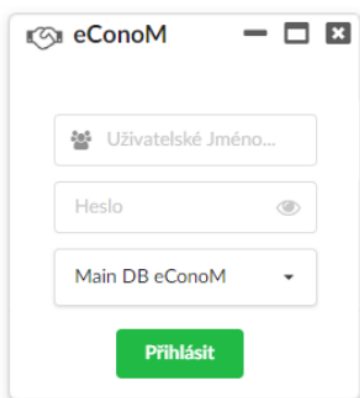 eConoM
Uživatelské Jméno...
Heslo
Main DB eConoM
Přihlásit